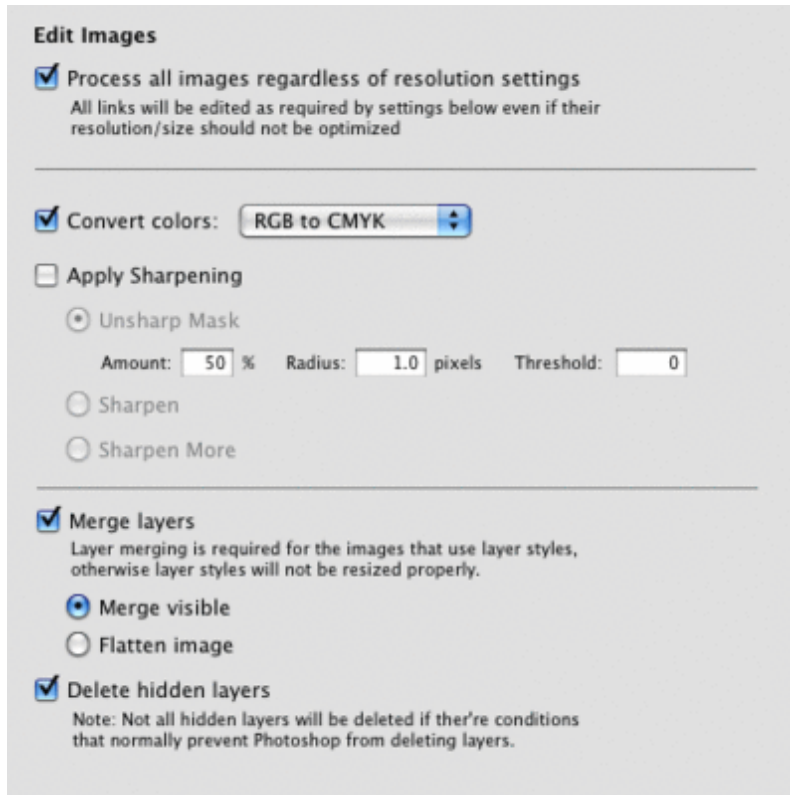 Edit Images
Process all images regardless of resolution settings
All links will be edited as required by settings below even if their
resolution/size should not be optimized
Convert colors: RGB to CMYK
Apply Sharpening
Unsharp Mask
Amount: 50 % Radius: 1.0 pixels Threshold: 0
Sharpen
Sharpen More
Merge layers
Layer merging is required for the images that use layer styles,
otherwise layer styles will not be resized properly.
Merge visible
Flatten image
Delete hidden layers
Note: Not all hidden layers will be deleted if ther're conditions
that normally prevent Photoshop from deleting layers.